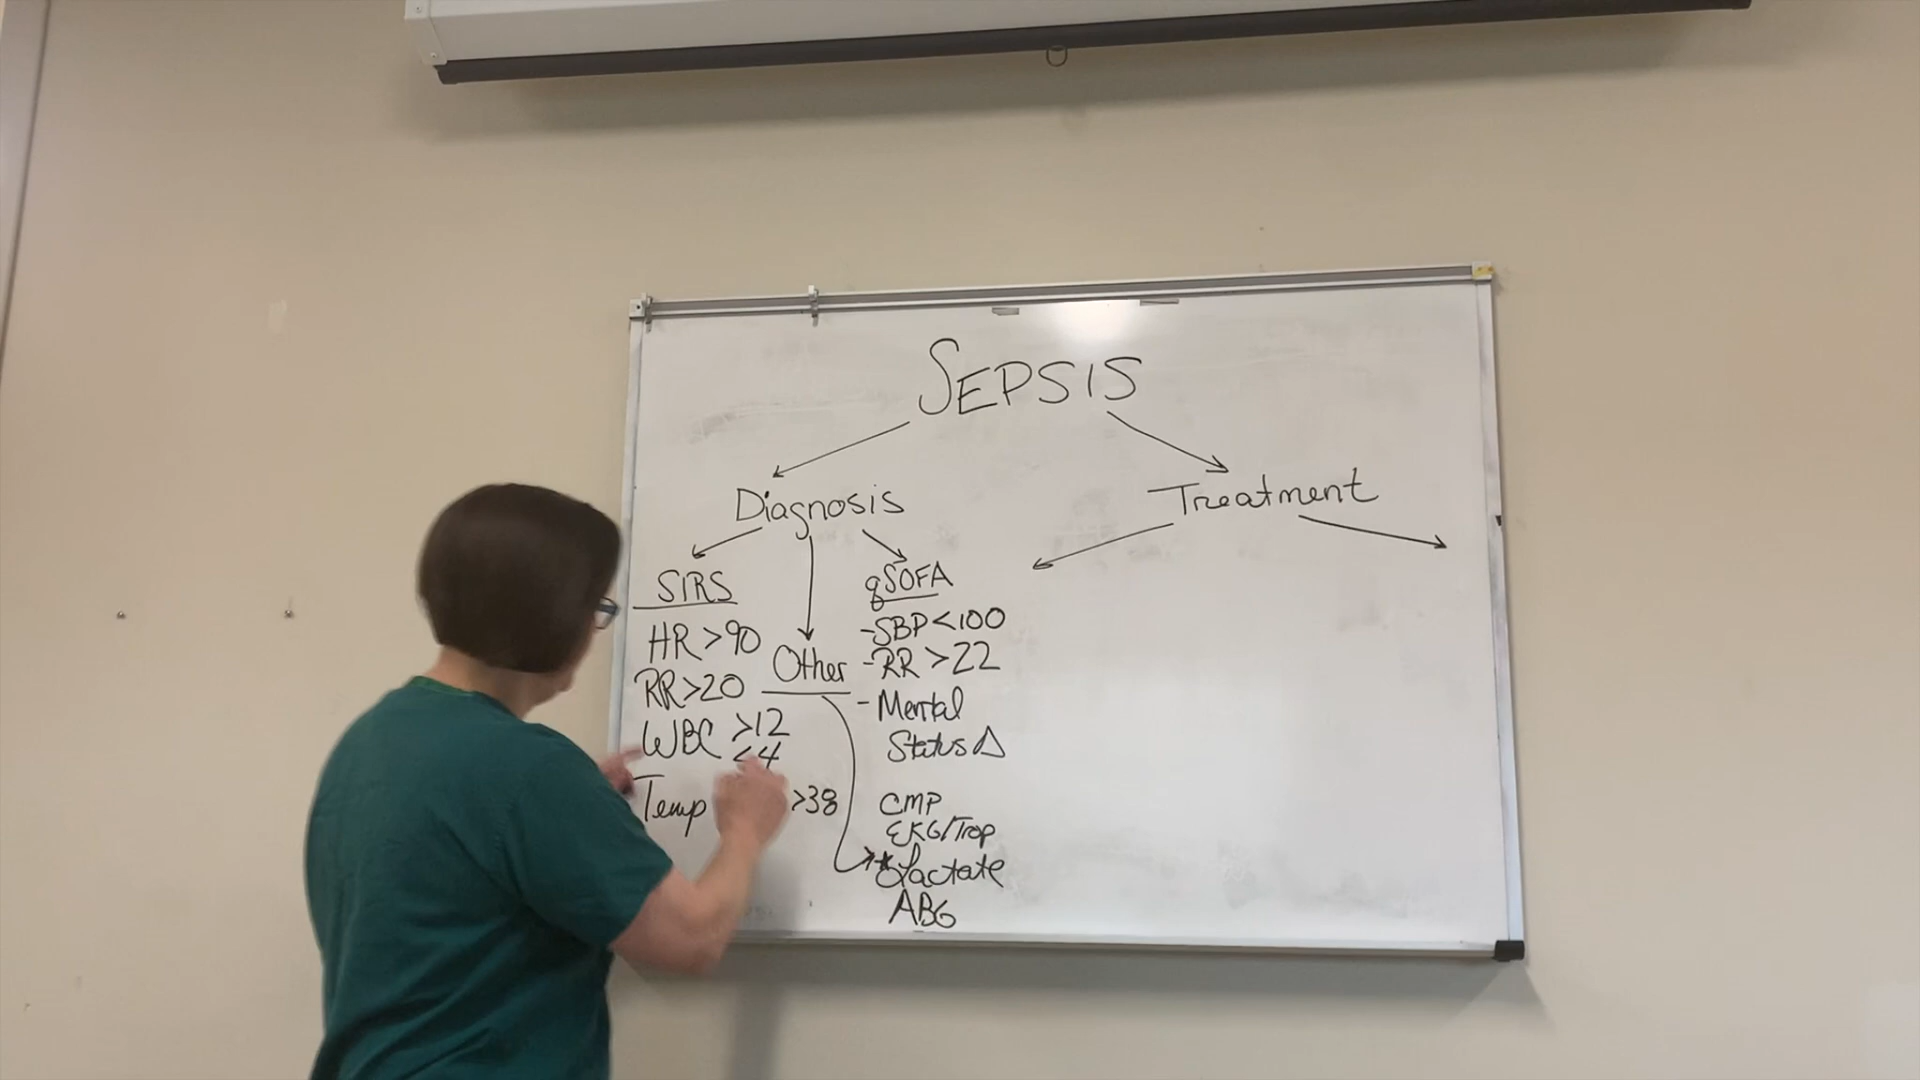 SEPSIS
Diagnosis
Treatment
SIRS
HR >90
RR >20
WBC >12
<4
Temp >38
Other
qSOFA
-SBP <100
-RR >22
-Mental
Status Δ
CMP
EKG/Trop
*Lactate
ABG